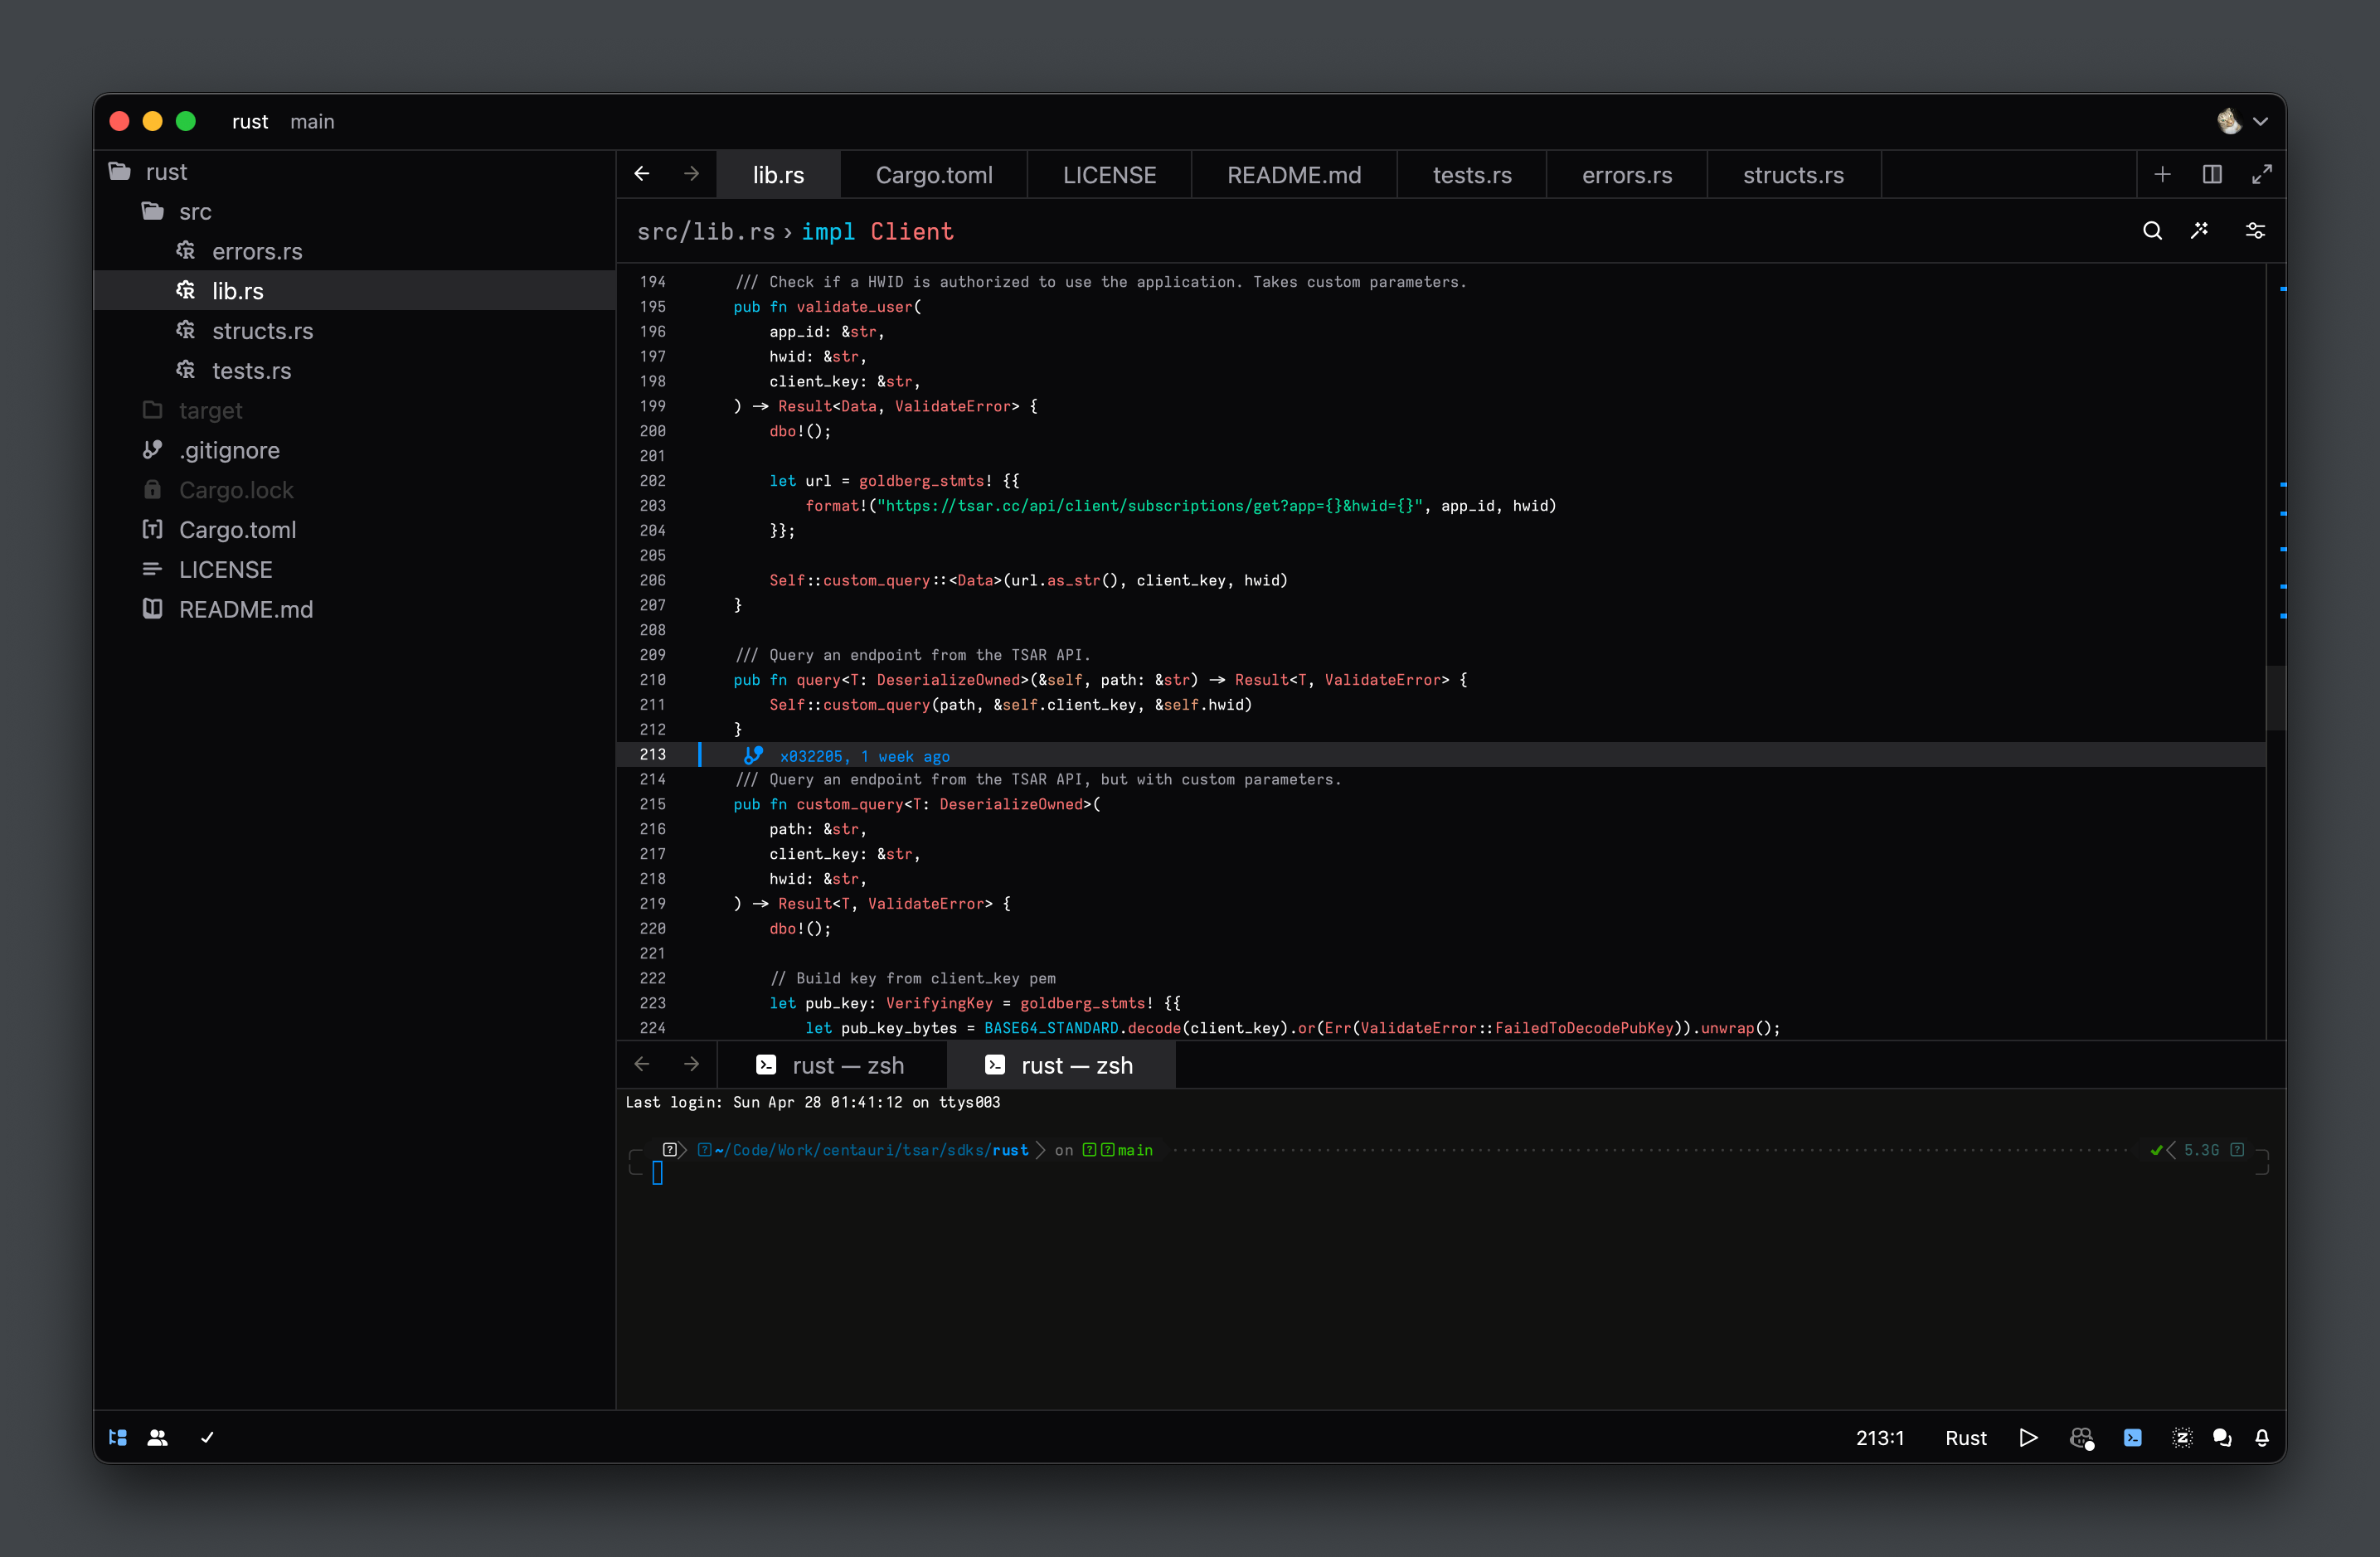 rust main
rust
src
errors.rs
lib.rs
structs.rs
tests.rs
target
.gitignore
Cargo.lock
Cargo.toml
LICENSE
README.md
lib.rs Cargo.toml LICENSE README.md tests.rs errors.rs structs.rs
src/lib.rs › impl Client
194 /// Check if a HWID is authorized to use the application. Takes custom parameters.
195 pub fn validate_user(
196 app_id: &str,
197 hwid: &str,
198 client_key: &str,
199 ) -> Result<Data, ValidateError> {
200 dbo!();
201
202 let url = goldberg_stmts! {{
203 format!("https://tsar.cc/api/client/subscriptions/get?app={}&hwid={}", app_id, hwid)
204 }};
205
206 Self::custom_query::<Data>(url.as_str(), client_key, hwid)
207 }
208
209 /// Query an endpoint from the TSAR API.
210 pub fn query<T: DeserializeOwned>(&self, path: &str) -> Result<T, ValidateError> {
211 Self::custom_query(path, &self.client_key, &self.hwid)
212 }
213 x032205, 1 week ago
214 /// Query an endpoint from the TSAR API, but with custom parameters.
215 pub fn custom_query<T: DeserializeOwned>(
216 path: &str,
217 client_key: &str,
218 hwid: &str,
219 ) -> Result<T, ValidateError> {
220 dbo!();
221
222 // Build key from client_key pem
223 let pub_key: VerifyingKey = goldberg_stmts! {{
224 let pub_key_bytes = BASE64_STANDARD.decode(client_key).or(Err(ValidateError::FailedToDecodePubKey)).unwrap();
rust — zsh rust — zsh
Last login: Sun Apr 28 01:41:12 on ttys003
~/Code/Work/centauri/tsar/sdks/rust on main 5.3G
213:1 Rust